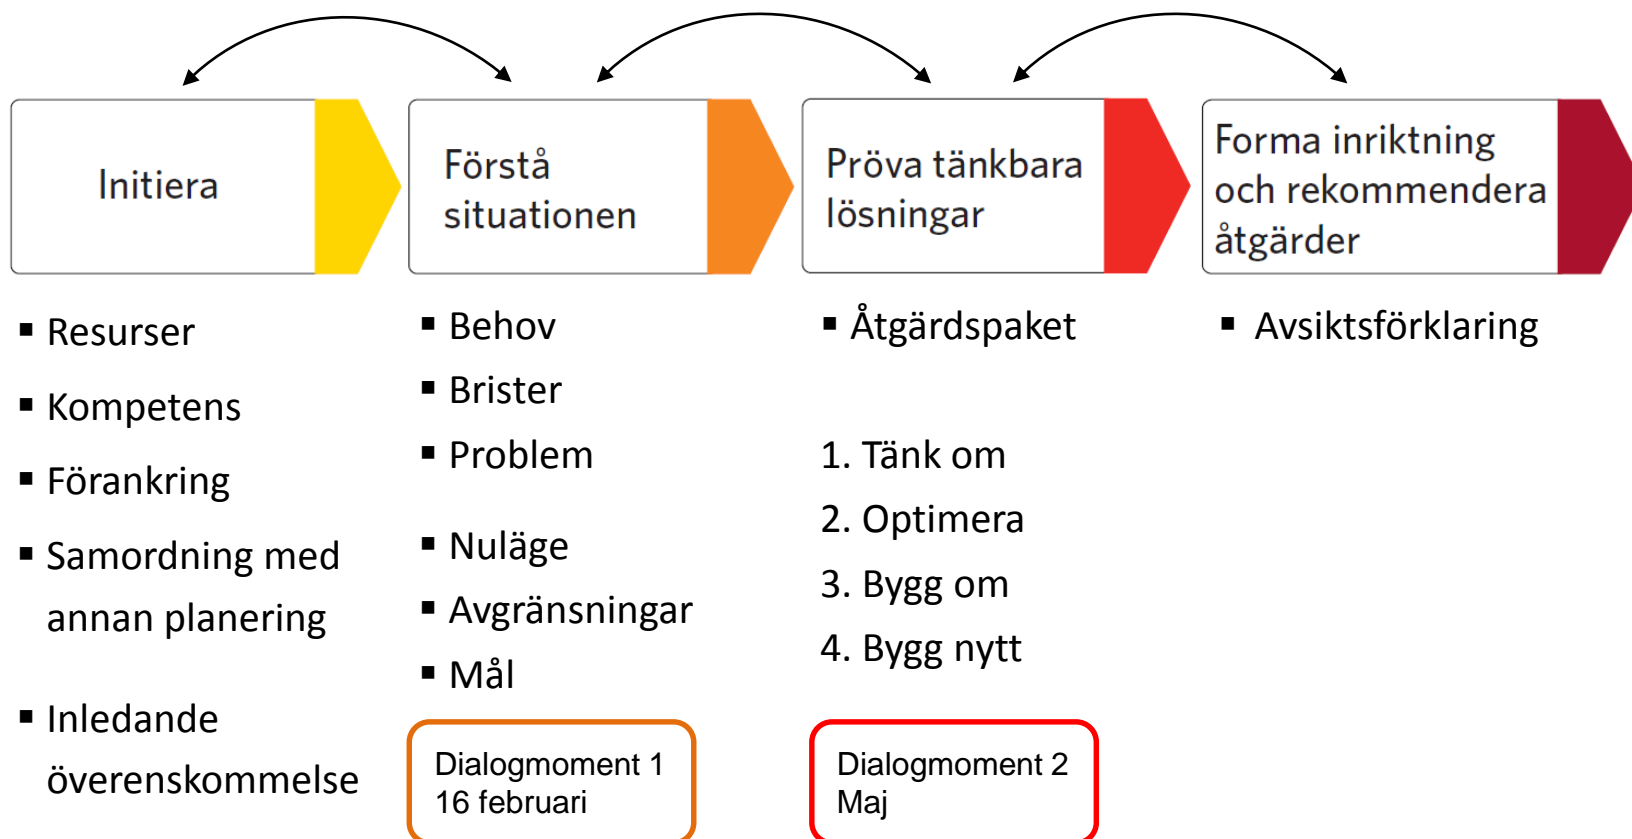 Initiera
Förstå
situationen
Pröva tänkbara
lösningar
Forma inriktning
och rekommendera
åtgärder
▪ Resurser
▪ Kompetens
▪ Förankring
▪ Samordning med
annan planering
▪ Inledande
överenskommelse
▪ Behov
▪ Brister
▪ Problem
▪ Nuläge
▪ Avgränsningar
▪ Mål
Dialogmoment 1
16 februari
▪ Åtgärdspaket
1. Tänk om
2. Optimera
3. Bygg om
4. Bygg nytt
Dialogmoment 2
Maj
▪ Avsiktsförklaring